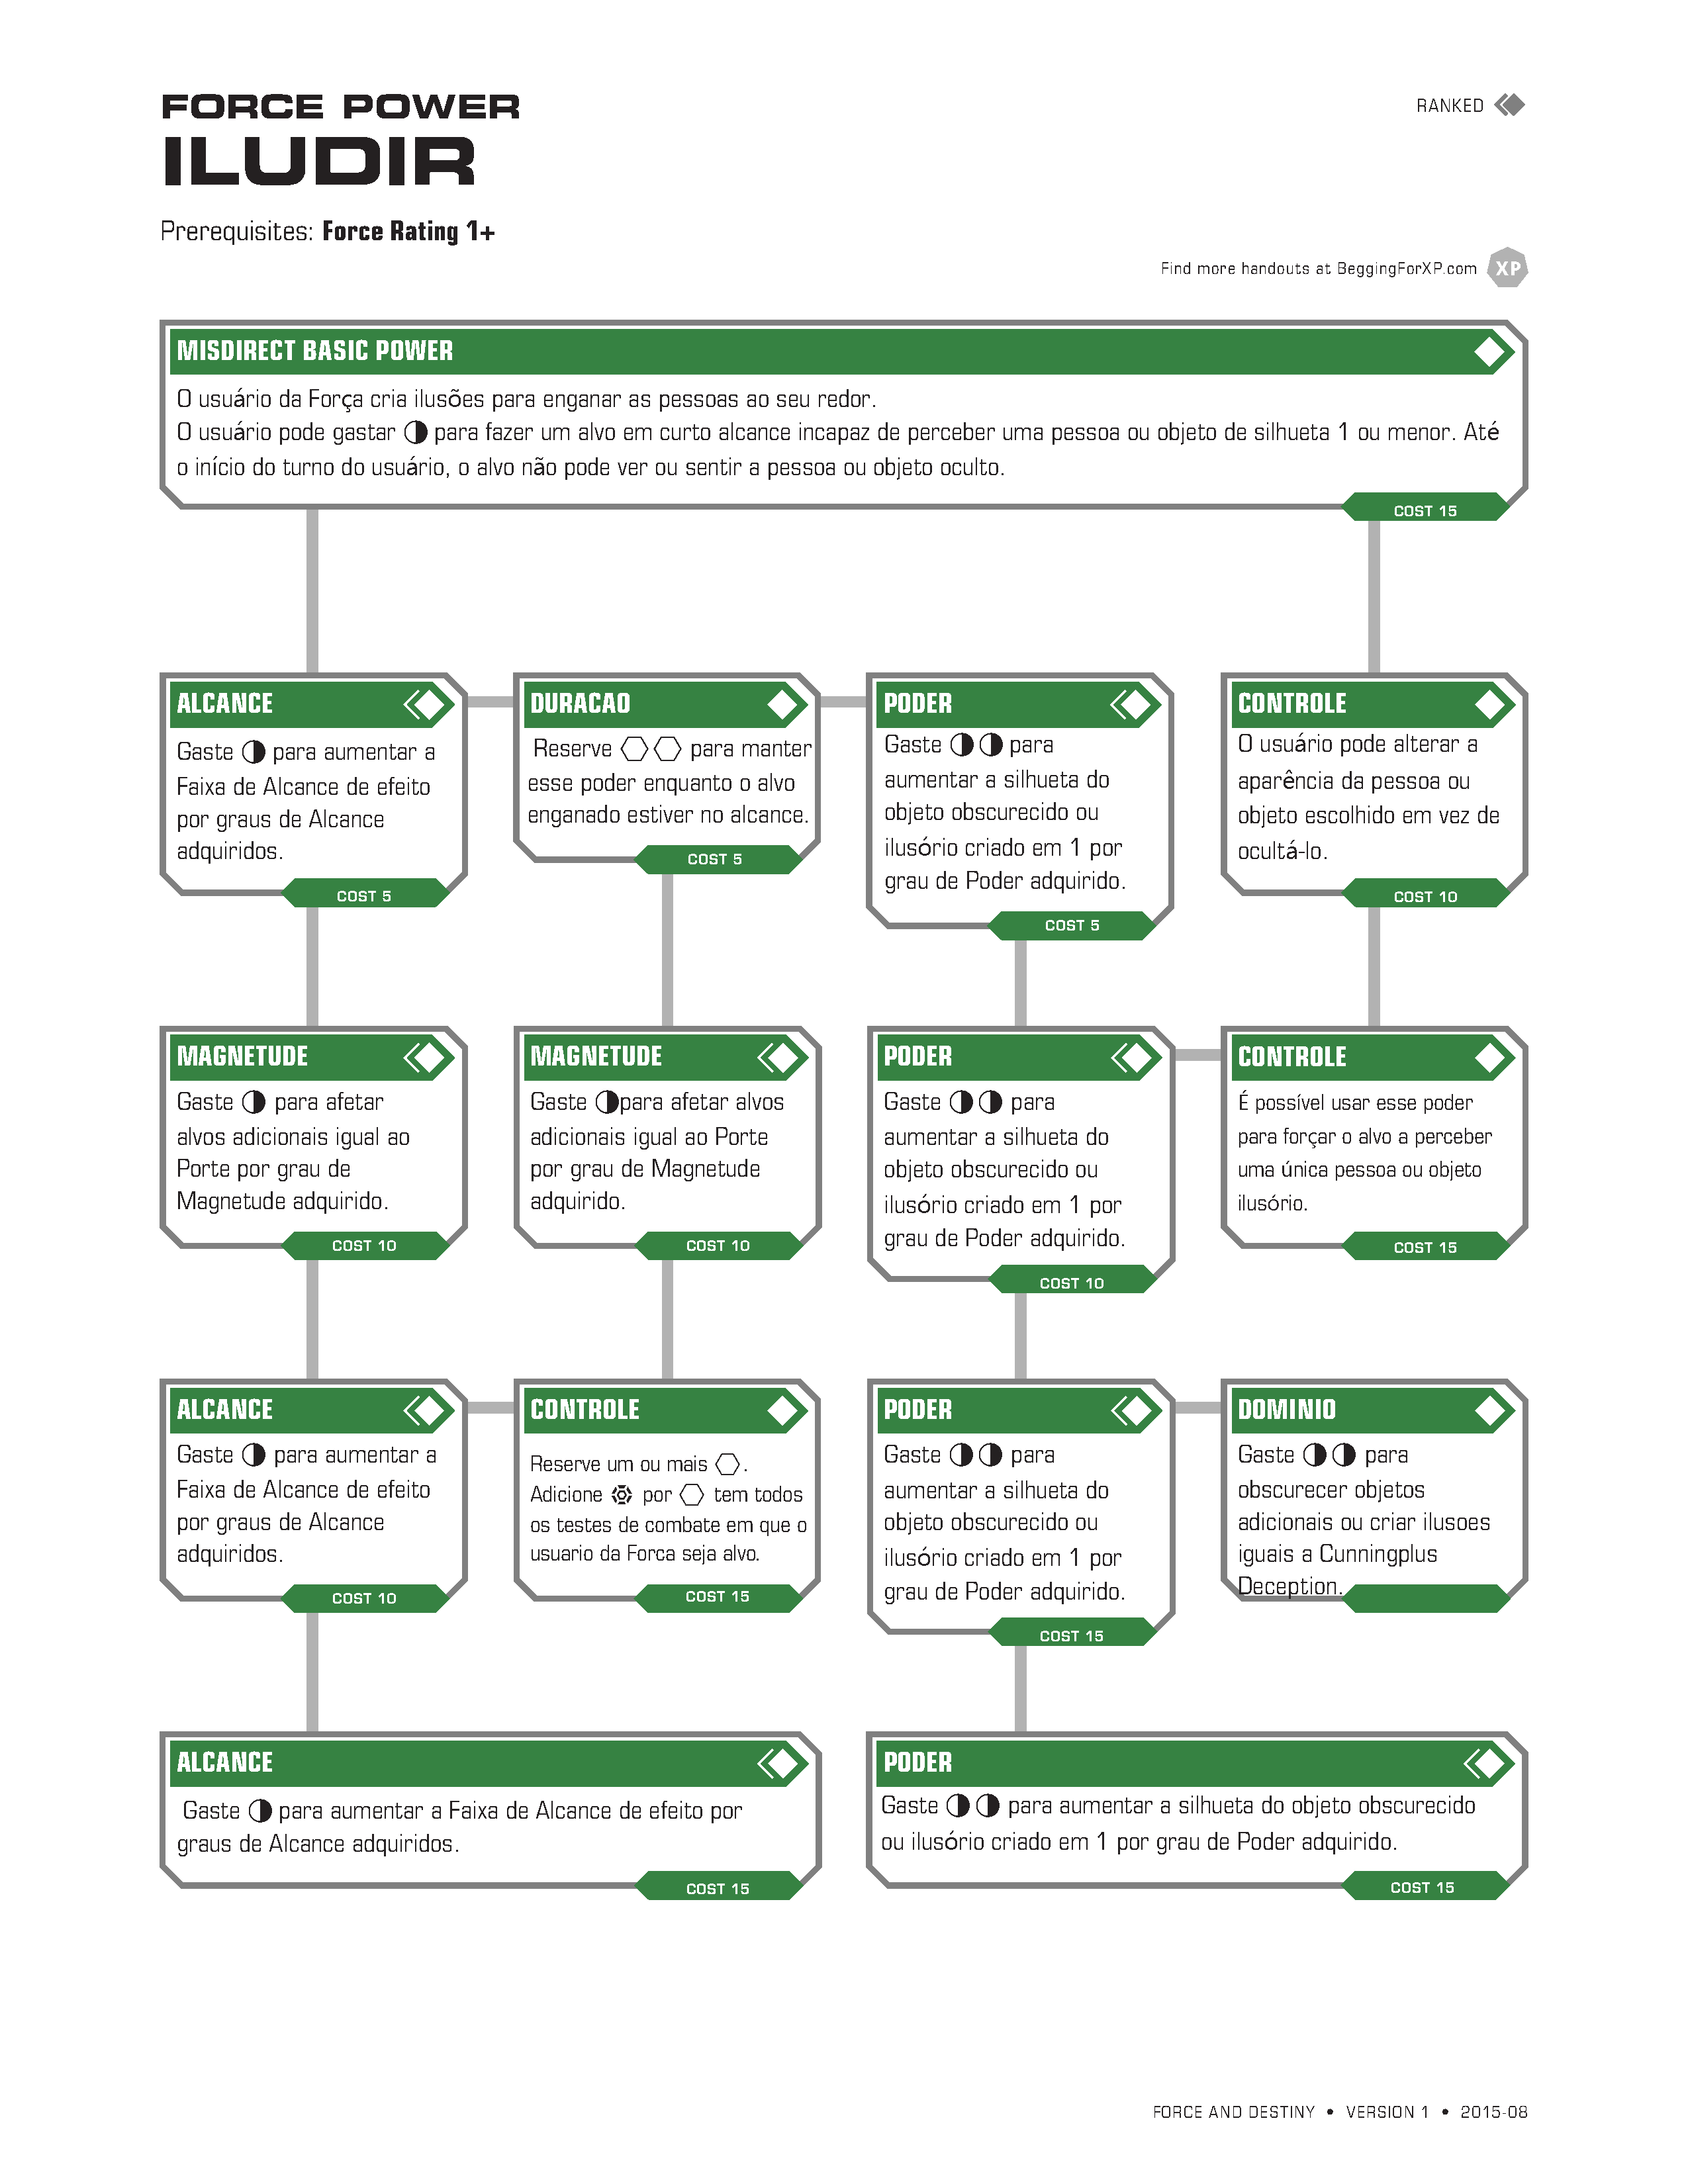 FORCE POWER
ILUDIR
RANKED
Prerequisites: Force Rating 1+
Find more handouts at BeggingForXP.com XP
MISDIRECT BASIC POWER
O usuário da Força cria ilusões para enganar as pessoas ao seu redor.
O usuário pode gastar para fazer um alvo em curto alcance incapaz de perceber uma pessoa ou objeto de silhueta 1 ou menor. Até
o início do turno do usuário, o alvo não pode ver ou sentir a pessoa ou objeto oculto.
COST 15
ALCANCE
Gaste para aumentar a
Faixa de Alcance de efeito
por graus de Alcance
adquiridos.
COST 5
DURACAO
Reserve para manter
esse poder enquanto o alvo
enganado estiver no alcance.
COST 5
PODER
Gaste para
aumentar a silhueta do
objeto obscurecido ou
ilusório criado em 1 por
grau de Poder adquirido.
COST 5
CONTROLE
O usuário pode alterar a
aparência da pessoa ou
objeto escolhido em vez de
ocultá-lo.
COST 10
MAGNETUDE
Gaste para afetar
alvos adicionais igual ao
Porte por grau de
Magnetude adquirido.
COST 10
MAGNETUDE
Gaste para afetar alvos
adicionais igual ao Porte
por grau de Magnetude
adquirido.
COST 10
PODER
Gaste para
aumentar a silhueta do
objeto obscurecido ou
ilusório criado em 1 por
grau de Poder adquirido.
COST 10
CONTROLE
É possível usar esse poder
para forçar o alvo a perceber
uma única pessoa ou objeto
ilusório.
COST 15
ALCANCE
Gaste para aumentar a
Faixa de Alcance de efeito
por graus de Alcance
adquiridos.
COST 10
CONTROLE
Reserve um ou mais .
Adicione por tem todos
os testes de combate em que o
usuario da Forca seja alvo.
COST 15
PODER
Gaste para
aumentar a silhueta do
objeto obscurecido ou
ilusório criado em 1 por
grau de Poder adquirido.
COST 15
DOMINIO
Gaste para
obscurecer objetos
adicionais ou criar ilusoes
iguais a Cunningplus
Deception.
ALCANCE
Gaste para aumentar a Faixa de Alcance de efeito por
graus de Alcance adquiridos.
COST 15
PODER
Gaste para aumentar a silhueta do objeto obscurecido
ou ilusório criado em 1 por grau de Poder adquirido.
COST 15
FORCE AND DESTINY • VERSION 1 • 2015-08